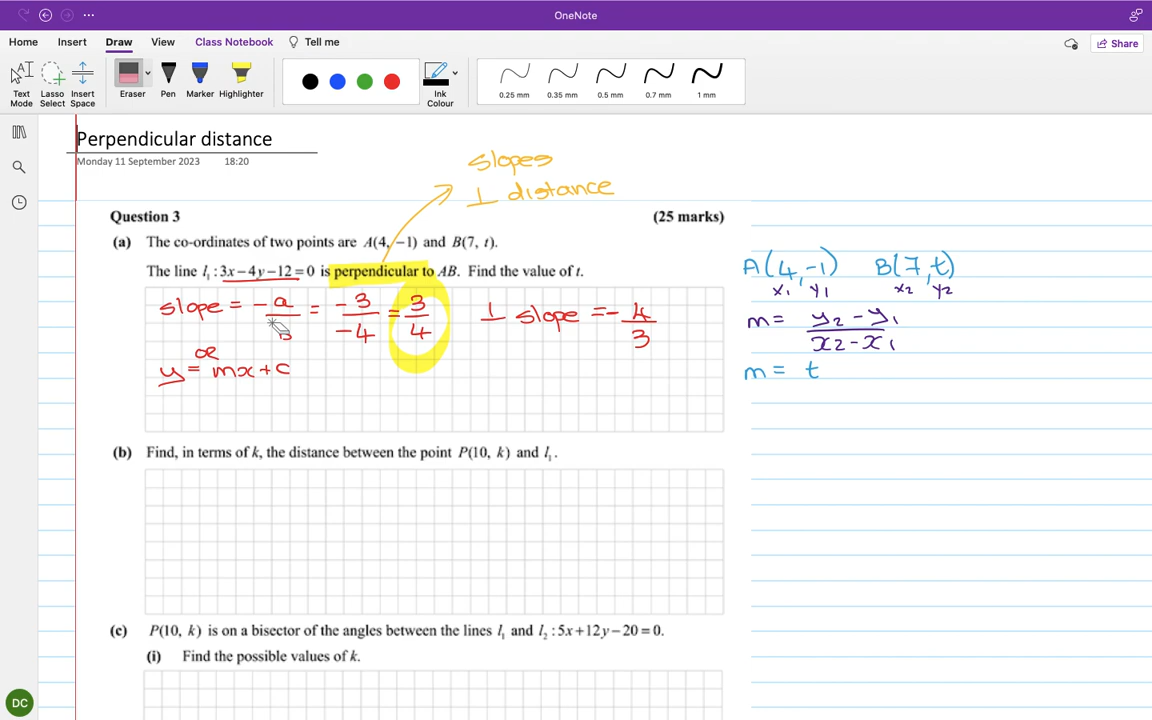 OneNote
Home Insert Draw View Class Notebook Tell me
Share
Text Mode
Lasso Select
Insert Space
Eraser
Pen
Marker
Highlighter
Ink Colour
0.25 mm
0.35 mm
0.5 mm
0.7 mm
1 mm
Perpendicular distance
Monday 11 September 2023 18:20
slopes
⊥ distance
Question 3 (25 marks)
(a) The co-ordinates of two points are A(4, −1) and B(7, t).
The line l₁ : 3x − 4y − 12 = 0 is perpendicular to AB. Find the value of t.
slope = −a/b = −3/−4 = 3/4 ⊥ slope = −4/3
or
y = mx + c
A(4, −1) B(7, t)
x₁ y₁ x₂ y₂
m = y₂ − y₁ / x₂ − x₁
m = t
(b) Find, in terms of k, the distance between the point P(10, k) and l₁.
(c) P(10, k) is on a bisector of the angles between the lines l₁ and l₂ : 5x + 12y − 20 = 0.
(i) Find the possible values of k.
DC